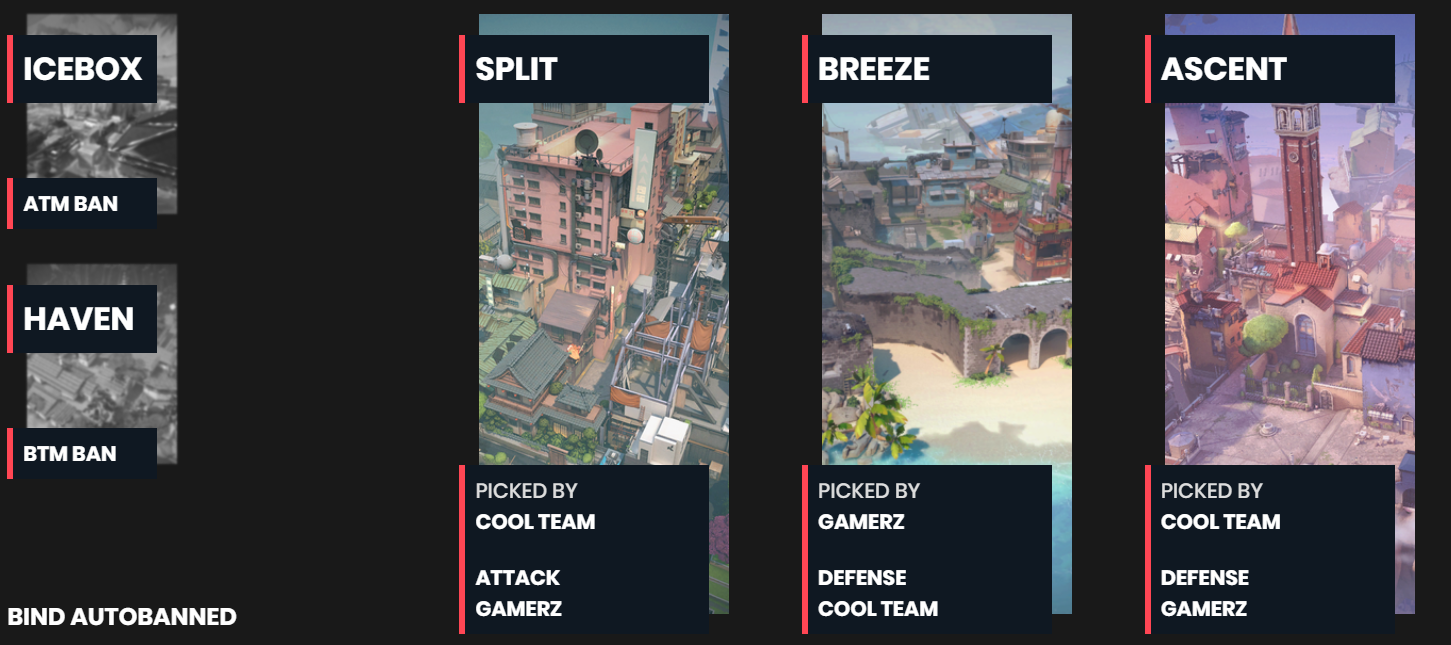 ICEBOX
ATM BAN
HAVEN
BTM BAN
BIND AUTOBANNED
SPLIT
PICKED BY
COOL TEAM
ATTACK
GAMERZ
BREEZE
PICKED BY
GAMERZ
DEFENSE
COOL TEAM
ASCENT
PICKED BY
COOL TEAM
DEFENSE
GAMERZ